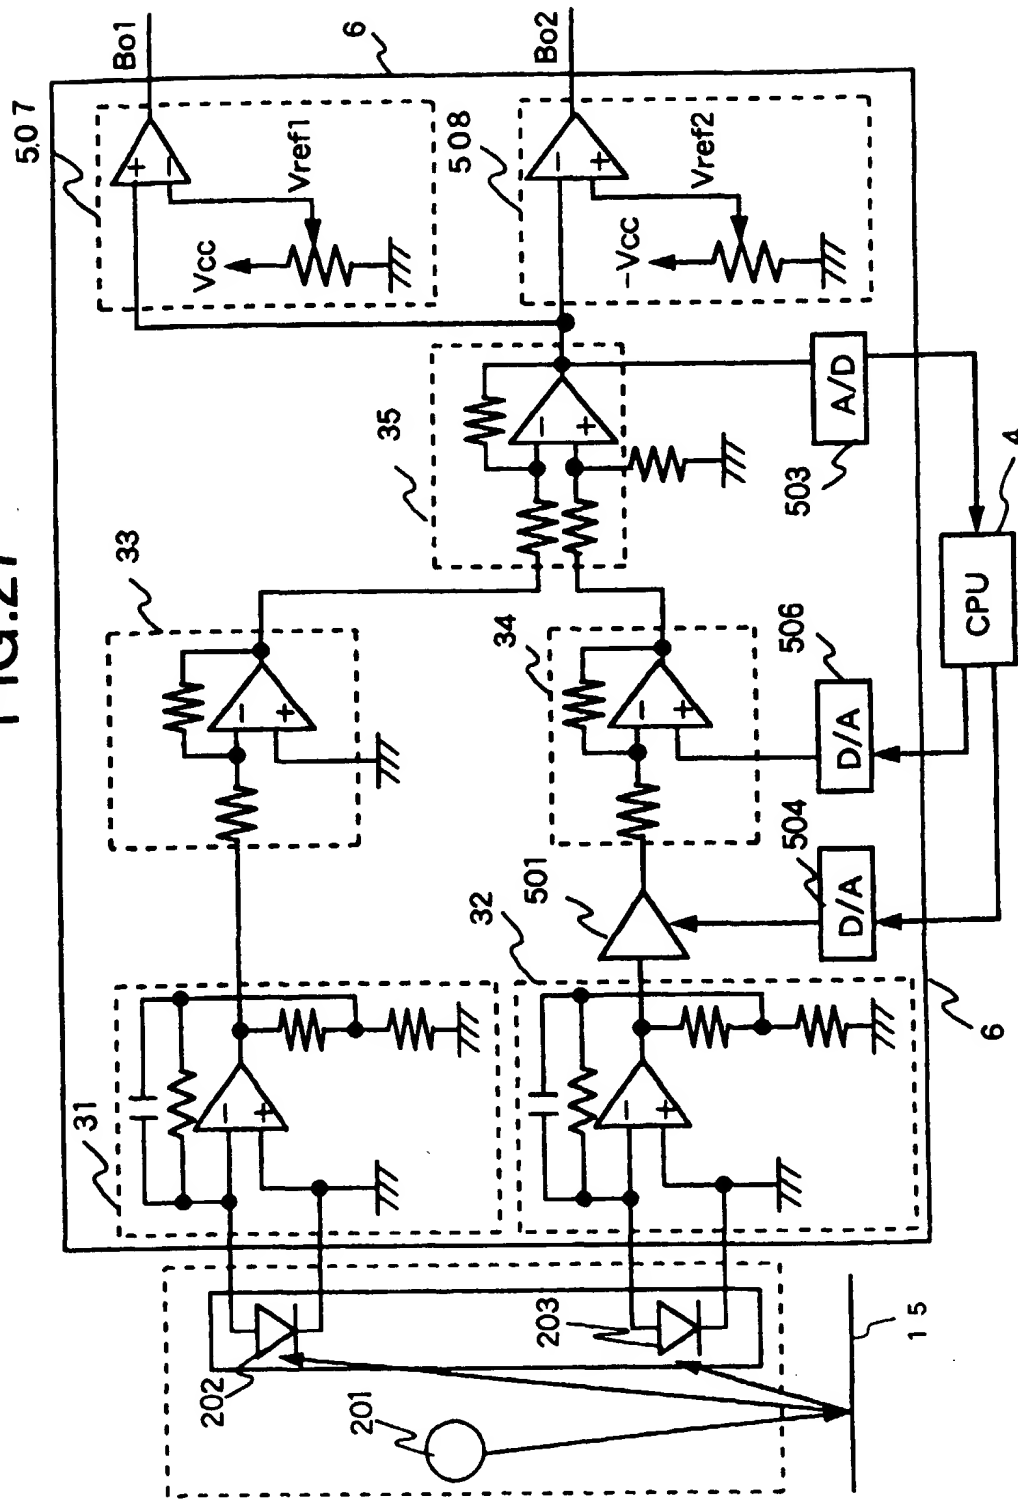 FIG.27
507
Bo1
6
Vref1
Vcc
508
Bo2
Vref2
-Vcc
35
A/D
503
33
34
506
D/A
CPU
4
501
504
D/A
32
31
6
202
203
201
15
+
−
−
+
−
+
−
+
−
+
−
+
−
+